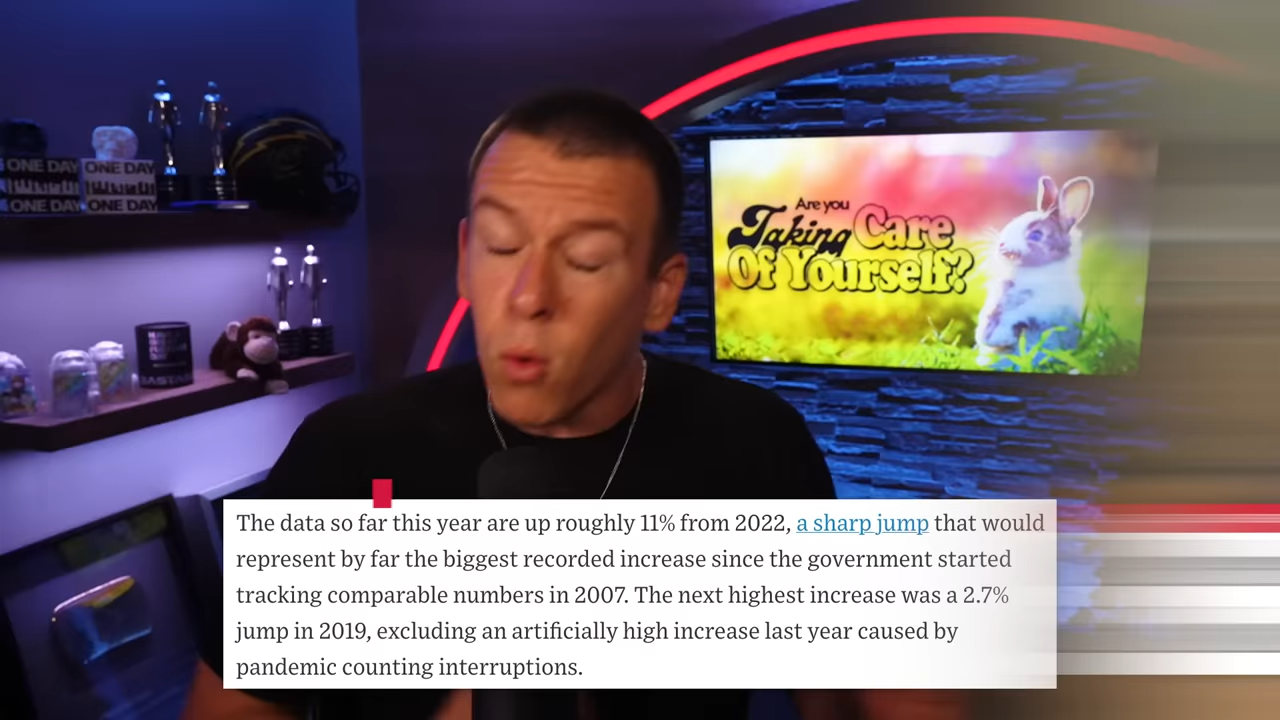 ONE DAY
ONE DAY
ONE DAY
ONE DAY
Are you
Taking Care
Of Yourself?
The data so far this year are up roughly 11% from 2022, a sharp jump that would
represent by far the biggest recorded increase since the government started
tracking comparable numbers in 2007. The next highest increase was a 2.7%
jump in 2019, excluding an artificially high increase last year caused by
pandemic counting interruptions.